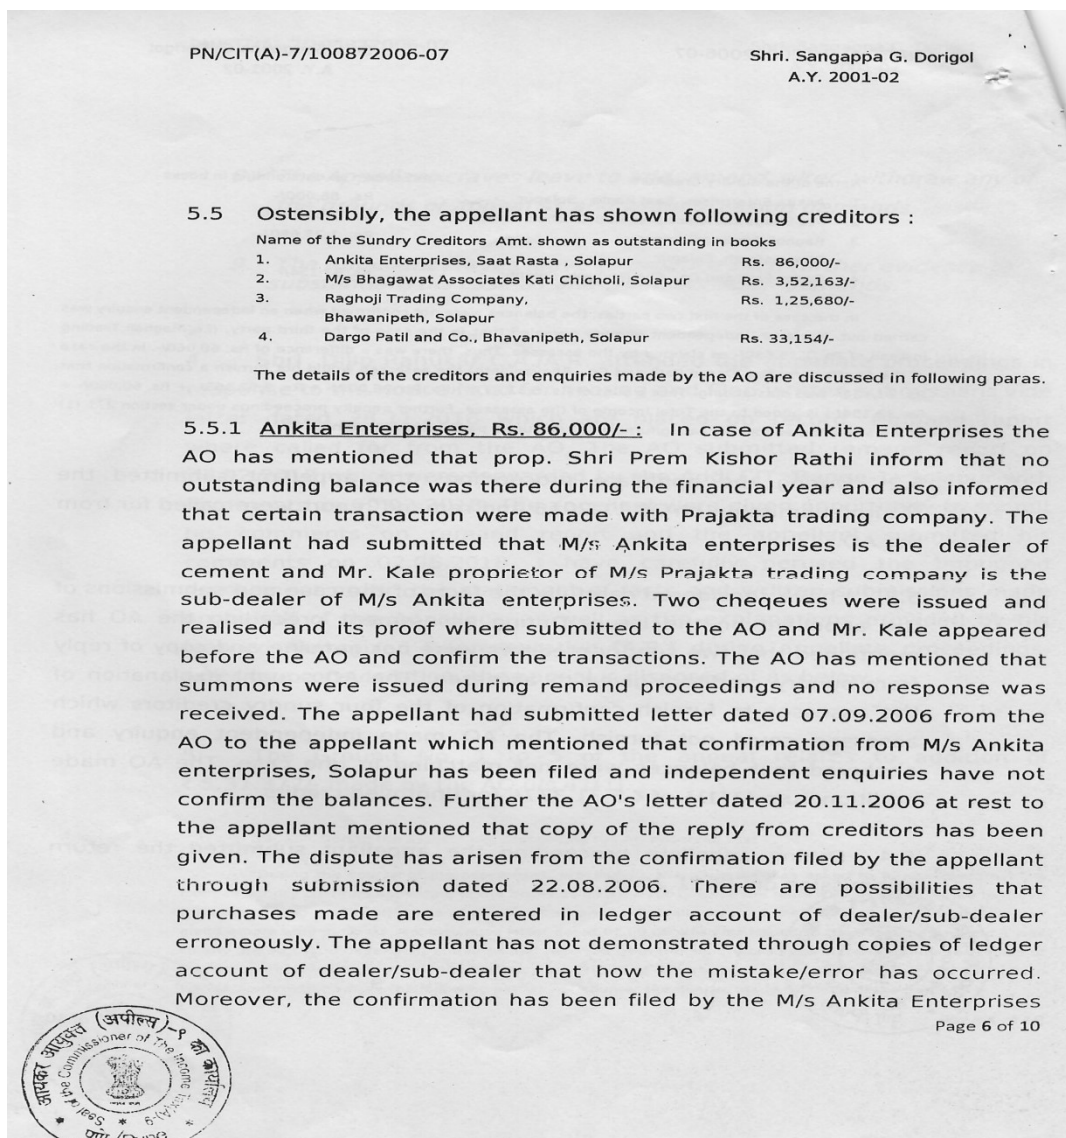 PN/CIT(A)-7/100872006-07
Shri. Sangappa G. Dorigol
A.Y. 2001-02
5.5 Ostensibly, the appellant has shown following creditors :
Name of the Sundry Creditors Amt. shown as outstanding in books
1. Ankita Enterprises, Saat Rasta , Solapur Rs. 86,000/-
2. M/s Bhagawat Associates Kati Chicholi, Solapur Rs. 3,52,163/-
3. Raghoji Trading Company, Rs. 1,25,680/-
Bhawanipeth, Solapur
4. Dargo Patil and Co., Bhavanipeth, Solapur Rs. 33,154/-
The details of the creditors and enquiries made by the AO are discussed in following paras.
5.5.1 Ankita Enterprises, Rs. 86,000/- : In case of Ankita Enterprises the
AO has mentioned that prop. Shri Prem Kishor Rathi inform that no
outstanding balance was there during the financial year and also informed
that certain transaction were made with Prajakta trading company. The
appellant had submitted that M/s Ankita enterprises is the dealer of
cement and Mr. Kale proprietor of M/s Prajakta trading company is the
sub-dealer of M/s Ankita enterprises. Two cheqeues were issued and
realised and its proof where submitted to the AO and Mr. Kale appeared
before the AO and confirm the transactions. The AO has mentioned that
summons were issued during remand proceedings and no response was
received. The appellant had submitted letter dated 07.09.2006 from the
AO to the appellant which mentioned that confirmation from M/s Ankita
enterprises, Solapur has been filed and independent enquiries have not
confirm the balances. Further the AO's letter dated 20.11.2006 at rest to
the appellant mentioned that copy of the reply from creditors has been
given. The dispute has arisen from the confirmation filed by the appellant
through submission dated 22.08.2006. There are possibilities that
purchases made are entered in ledger account of dealer/sub-dealer
erroneously. The appellant has not demonstrated through copies of ledger
account of dealer/sub-dealer that how the mistake/error has occurred.
Moreover, the confirmation has been filed by the M/s Ankita Enterprises
Page 6 of 10
आयकर आयुक्त (अपील्स)-९ का कार्यालय
Seal of the Commissioner of The Income Tax(A)-9